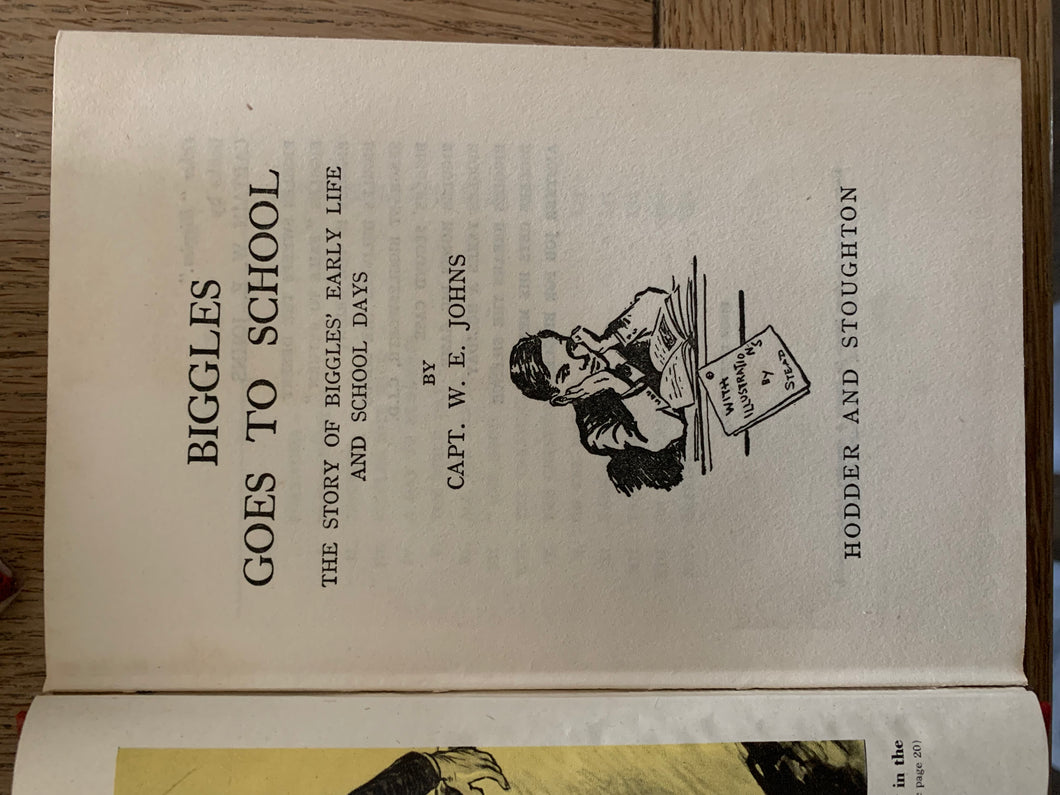 BIGGLES
GOES TO SCHOOL
THE STORY OF BIGGLES' EARLY LIFE
AND SCHOOL DAYS
BY
CAPT. W. E. JOHNS
WITH
ILLUSTRATIONS
BY
STEAD
HODDER AND STOUGHTON
in the
page 20)